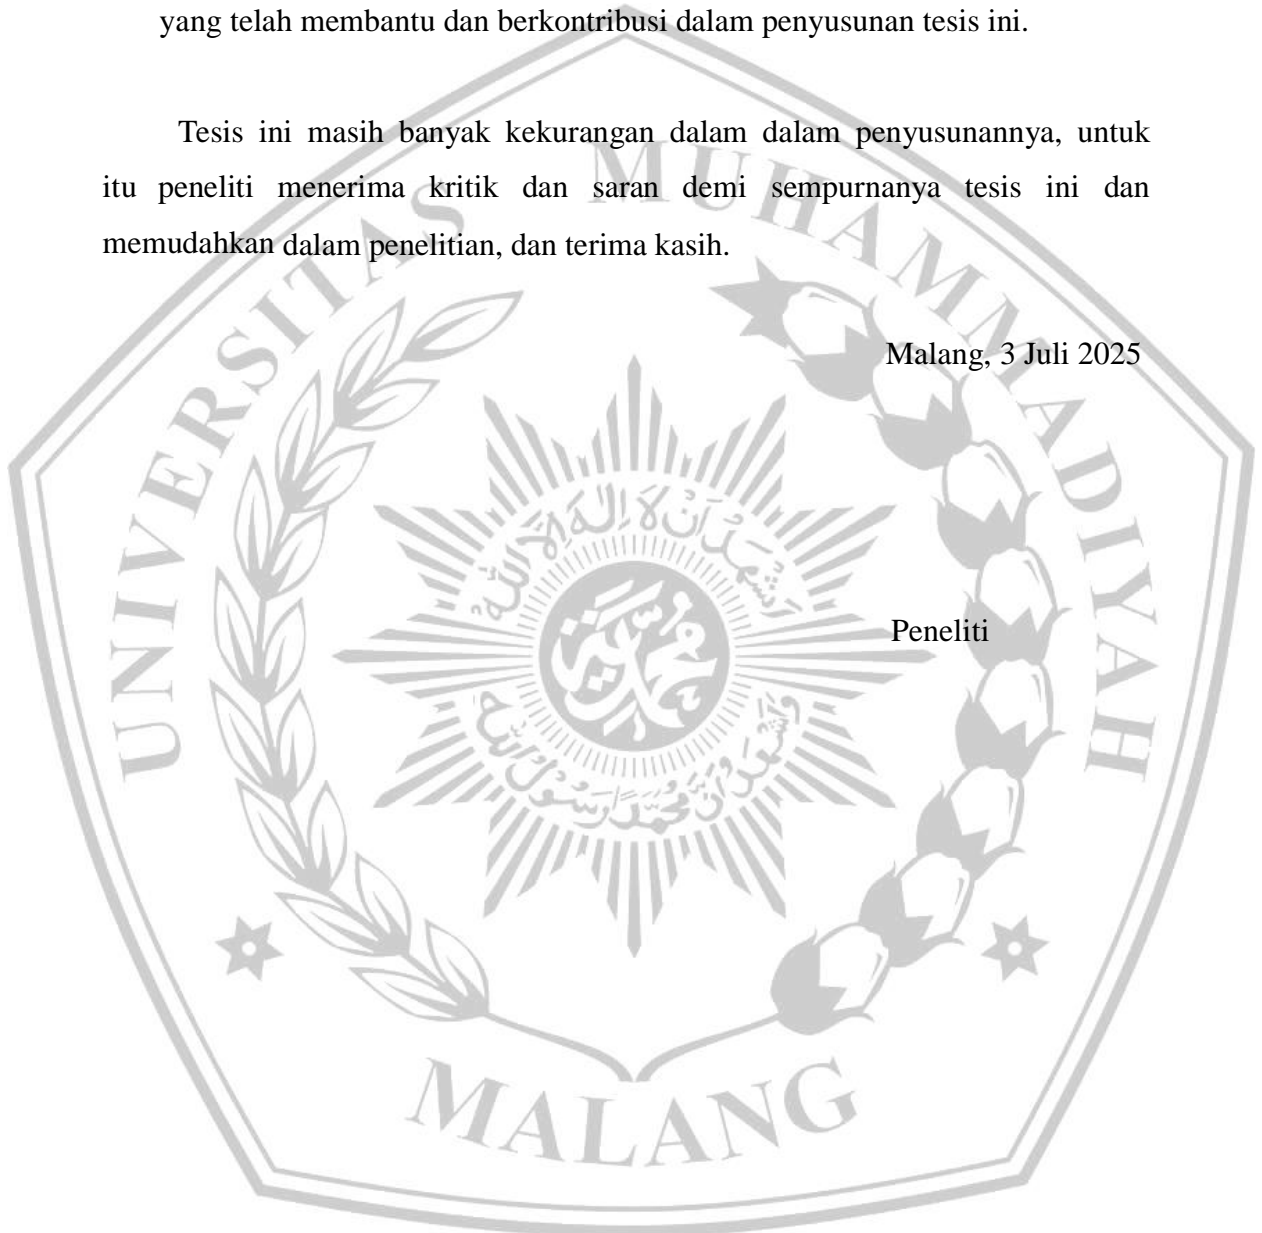 yang telah membantu dan berkontribusi dalam penyusunan tesis ini.
Tesis ini masih banyak kekurangan dalam dalam penyusunannya, untuk
itu peneliti menerima kritik dan saran demi sempurnanya tesis ini dan
memudahkan dalam penelitian, dan terima kasih.
Malang, 3 Juli 2025
Peneliti
UNIVERSITAS MUHAMMADIYAH
MALANG